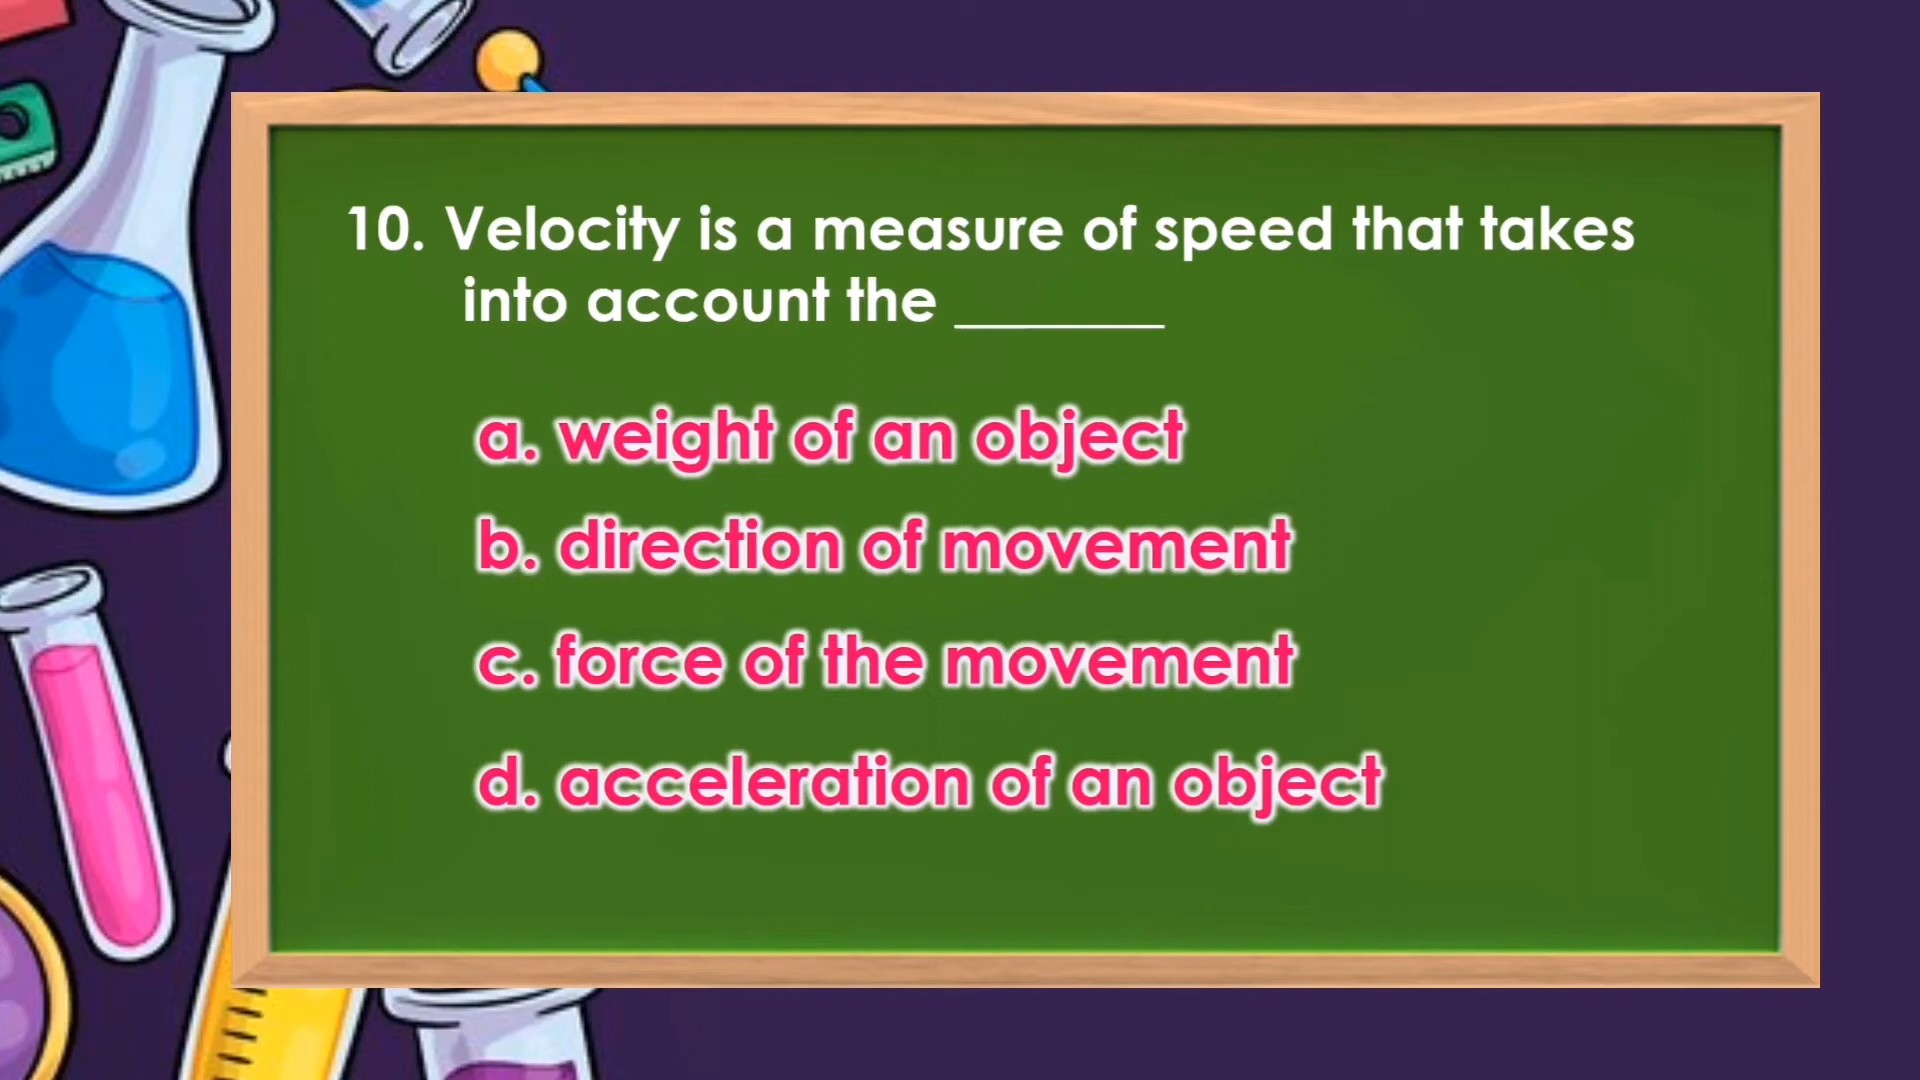 10. Velocity is a measure of speed that takes
into account the _______
a. weight of an object
b. direction of movement
c. force of the movement
d. acceleration of an object